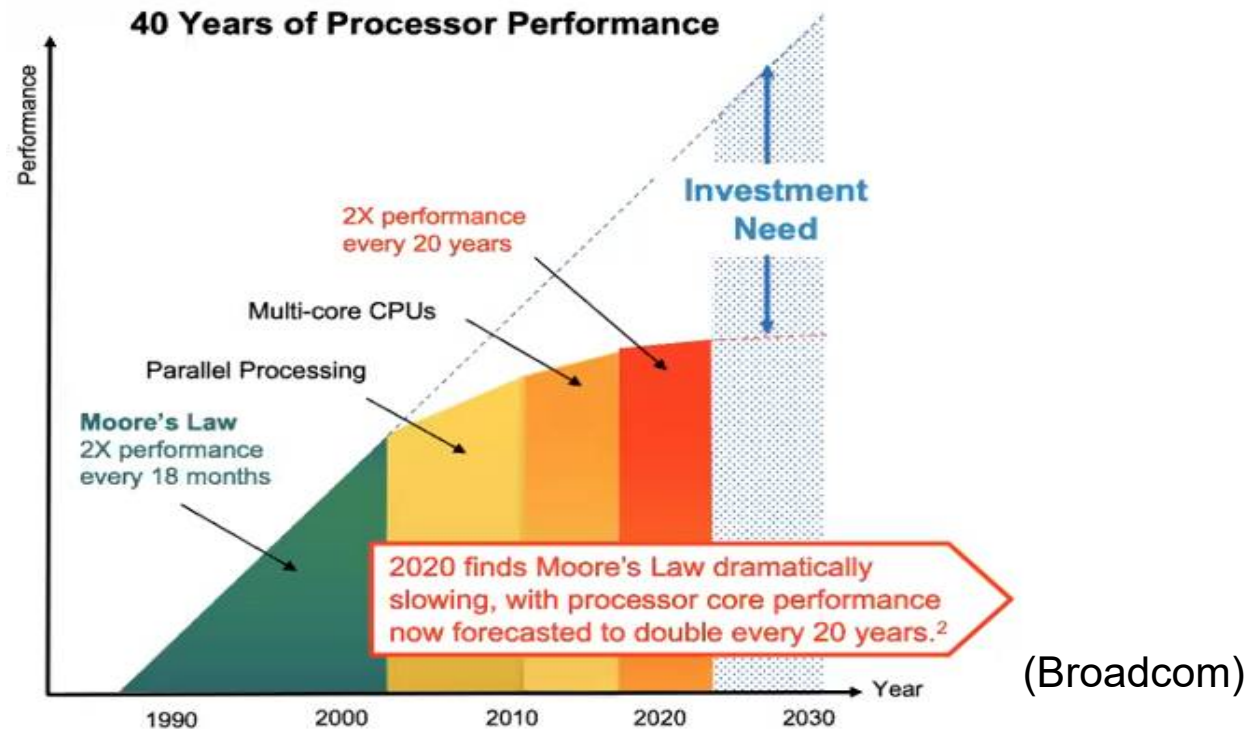 40 Years of Processor Performance
Performance
2X performance
every 20 years
Investment
Need
Multi-core CPUs
Parallel Processing
Moore's Law
2X performance
every 18 months
2020 finds Moore's Law dramatically
slowing, with processor core performance
now forecasted to double every 20 years.²
(Broadcom)
Year
1990 2000 2010 2020 2030